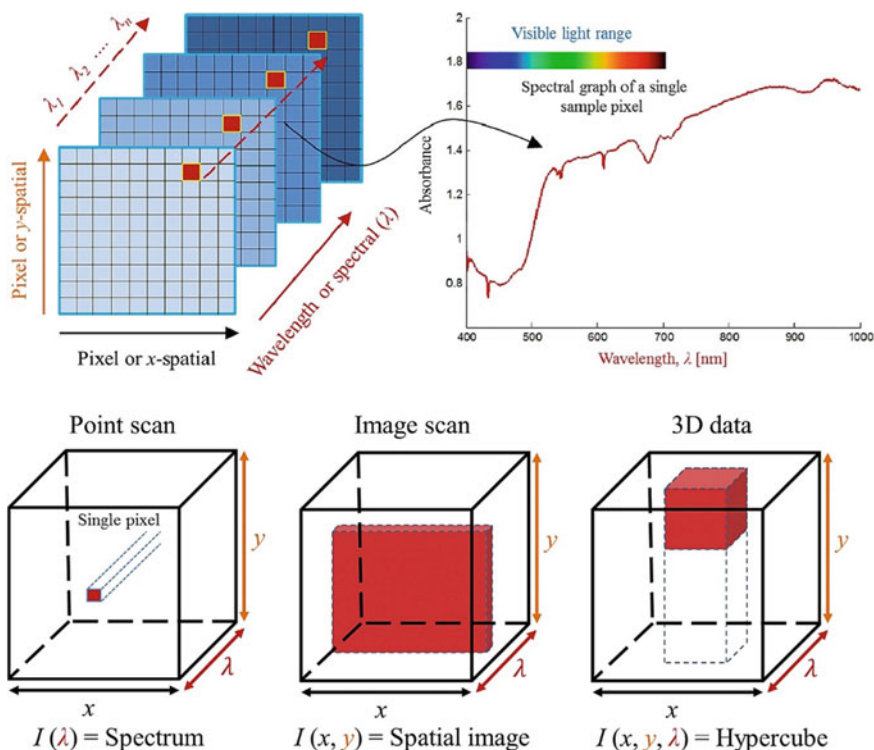 λ₁ λ₂ ···· λₙ
Pixel or y-spatial
Pixel or x-spatial
Wavelength or spectral (λ)
Visible light range
Spectral graph of a single
sample pixel
Absorbance
2
1.8
1.6
1.4
1.2
1
0.8
400 500 600 700 800 900 1000
Wavelength, λ [nm]
Point scan
Single pixel
y
λ
x
I (λ) = Spectrum
Image scan
y
λ
x
I (x, y) = Spatial image
3D data
y
λ
x
I (x, y, λ) = Hypercube